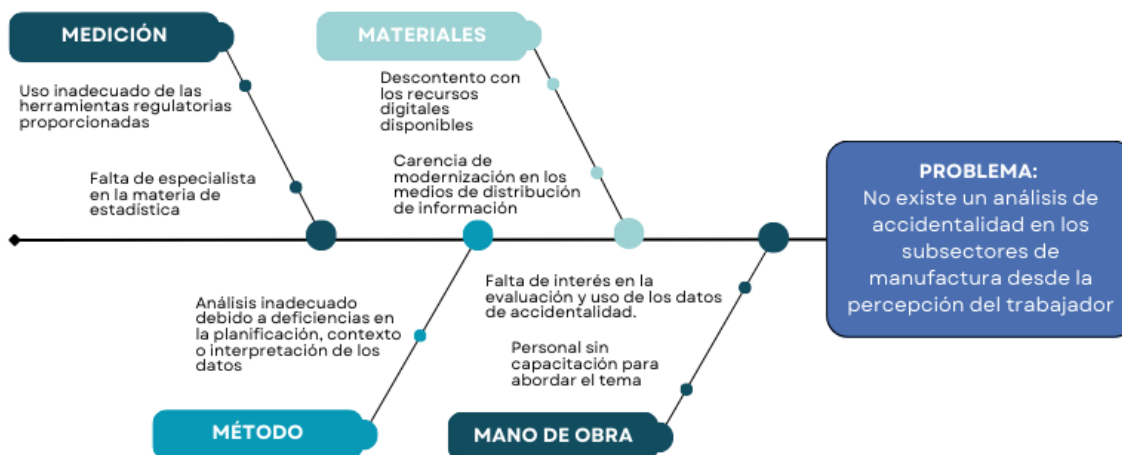 MEDICIÓN
Uso inadecuado de las
herramientas regulatorias
proporcionadas
Falta de especialista
en la materia de
estadística
MATERIALES
Descontento con
los recursos
digitales
disponibles
Carencia de
modernización en los
medios de distribución
de información
Análisis inadecuado
debido a deficiencias en
la planificación, contexto
o interpretación de los
datos
MÉTODO
Falta de interés en la
evaluación y uso de los datos
de accidentalidad.
Personal sin
capacitación para
abordar el tema
MANO DE OBRA
PROBLEMA:
No existe un análisis de
accidentalidad en los
subsectores de
manufactura desde la
percepción del trabajador